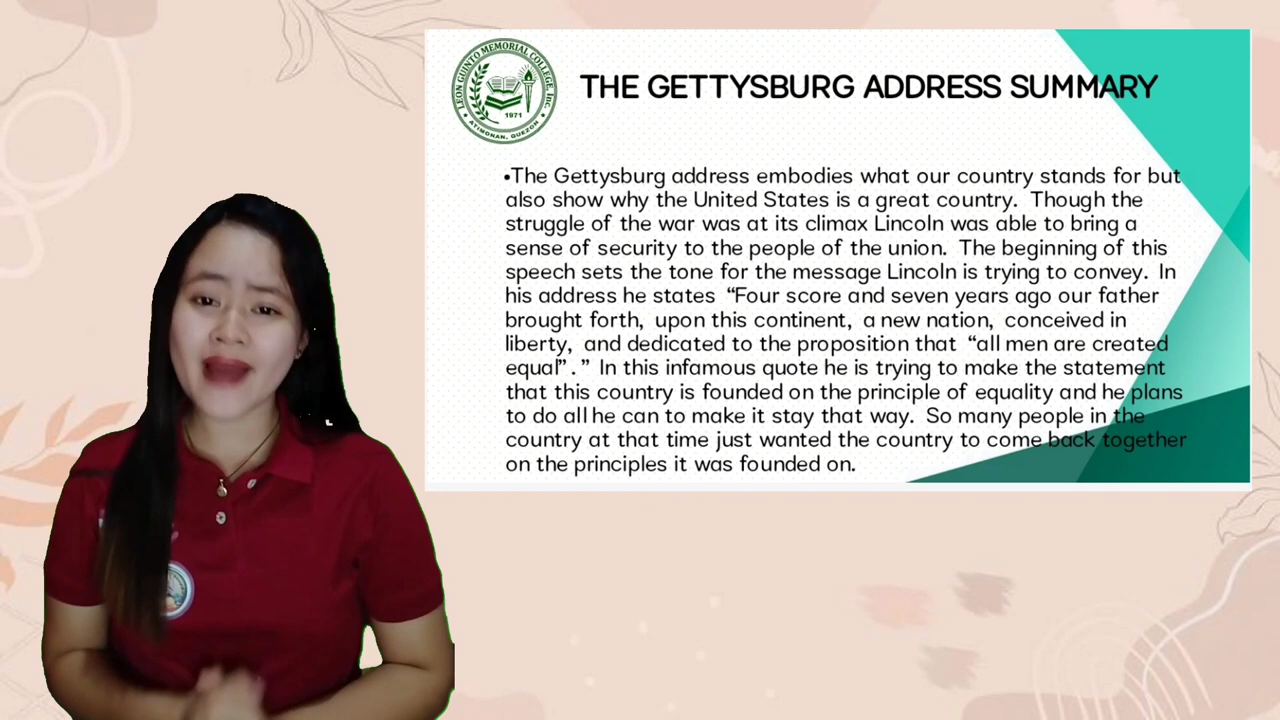 LEON GUINTO MEMORIAL COLLEGE, Inc.
1971
ATIMONAN, QUEZON
THE GETTYSBURG ADDRESS SUMMARY
•The Gettysburg address embodies what our country stands for but
also show why the United States is a great country. Though the
struggle of the war was at its climax Lincoln was able to bring a
sense of security to the people of the union. The beginning of this
speech sets the tone for the message Lincoln is trying to convey. In
his address he states “Four score and seven years ago our father
brought forth, upon this continent, a new nation, conceived in
liberty, and dedicated to the proposition that “all men are created
equal” . ” In this infamous quote he is trying to make the statement
that this country is founded on the principle of equality and he plans
to do all he can to make it stay that way. So many people in the
country at that time just wanted the country to come back together
on the principles it was founded on.